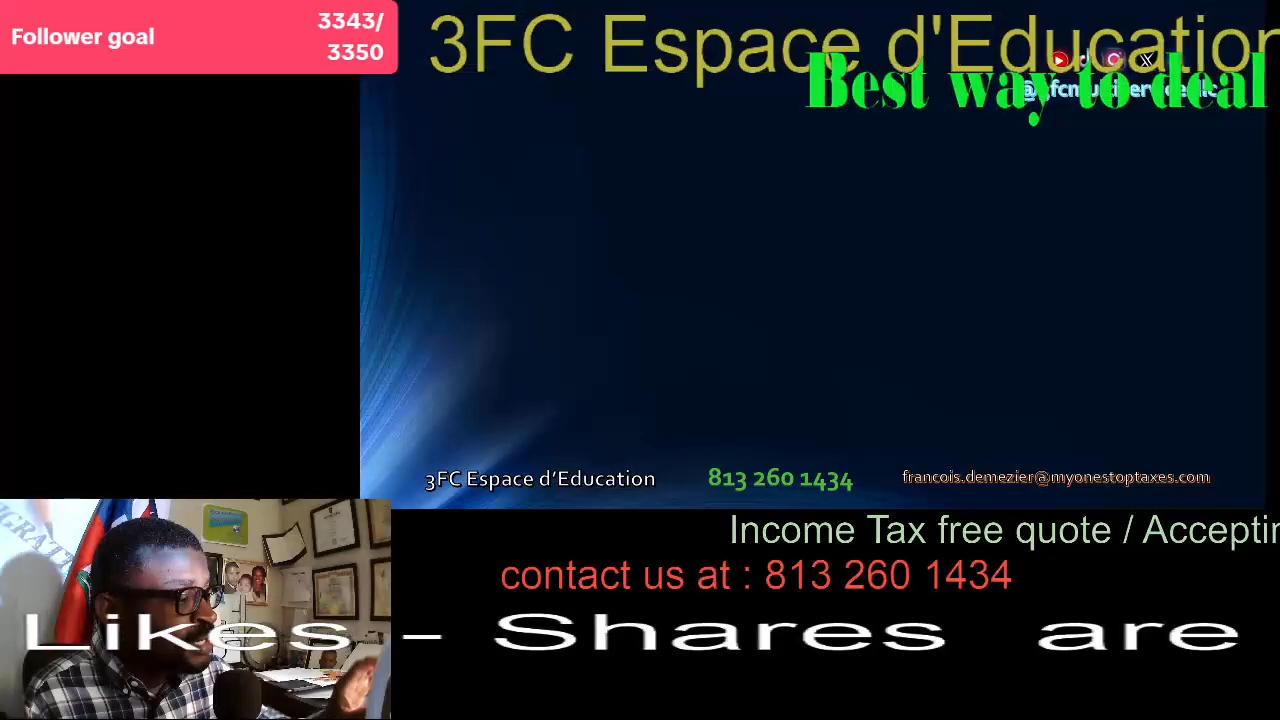 Follower goal
3343/
3350
3FC Espace d'Education
Best way to deal
3FC Espace d'Education
813 260 1434
francois.demezier@myonestoptaxes.com
Income Tax free quote /
contact us at : 813 260 1434
Likes - Shares are